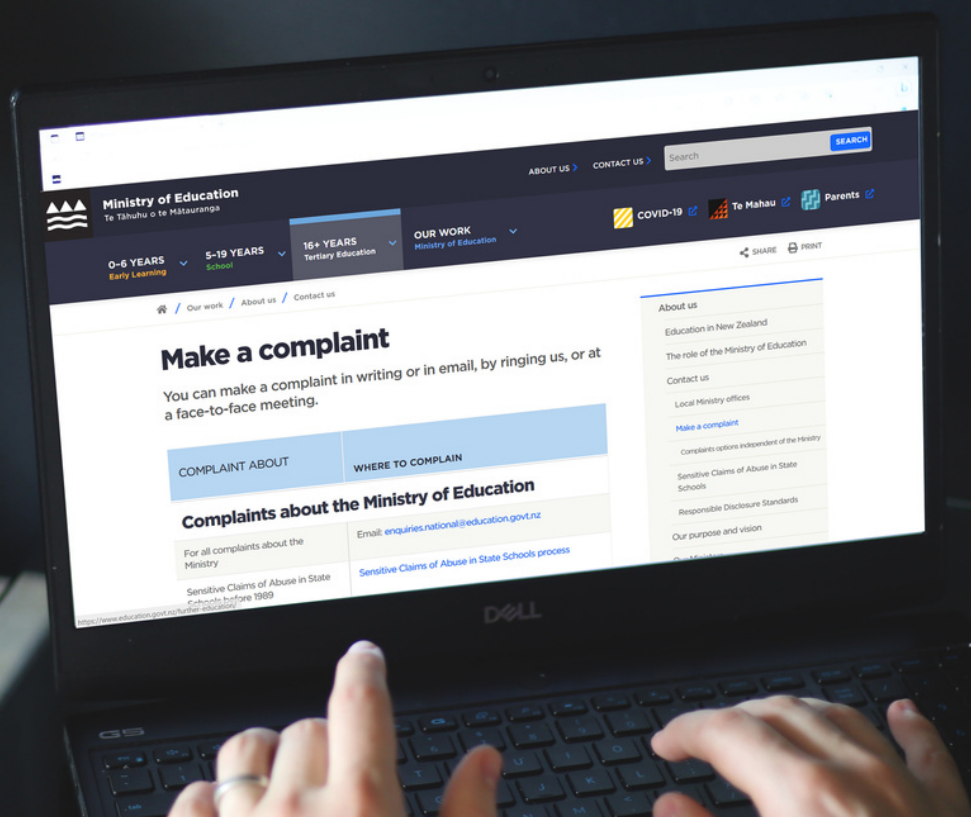 ABOUT US
CONTACT US
Search
SEARCH
Ministry of Education
Te Tāhuhu o te Mātauranga
0-6 YEARS
Early Learning
5-19 YEARS
School
16+ YEARS
Tertiary Education
OUR WORK
Ministry of Education
COVID-19
Te Mahau
Parents
SHARE
PRINT
/ Our work / About us / Contact us
Make a complaint
You can make a complaint in writing or in email, by ringing us, or at
a face-to-face meeting.
COMPLAINT ABOUT
WHERE TO COMPLAIN
Complaints about the Ministry of Education
For all complaints about the
Ministry
Email: enquiries.national@education.govt.nz
Sensitive Claims of Abuse in State
Schools before 1989
Sensitive Claims of Abuse in State Schools process
About us
Education in New Zealand
The role of the Ministry of Education
Contact us
Local Ministry offices
Make a complaint
Complaints options independent of the Ministry
Sensitive Claims of Abuse in State
Schools
Responsible Disclosure Standards
Our purpose and vision
Our Ministers
https://www.education.govt.nz/further-education/
DELL
G5